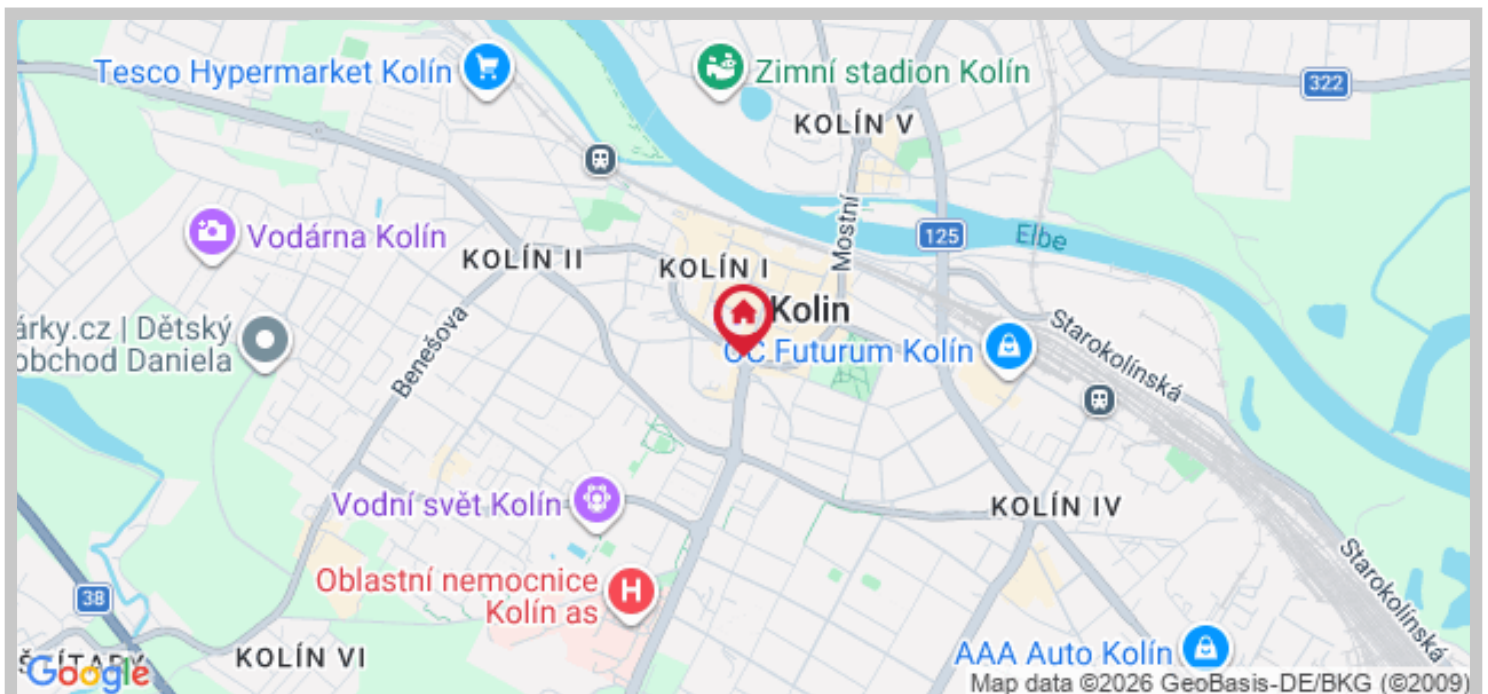 Tesco Hypermarket Kolín
Zimní stadion Kolín
322
KOLÍN V
Mostní
Vodárna Kolín
125
Elbe
KOLÍN II
KOLÍN I
Kolin
árky.cz | Dětský
obchod Daniela
Benešova
OC Futurum Kolín
Starokolínská
Vodní svět Kolín
KOLÍN IV
Oblastní nemocnice
Kolín as
H
Starokolínská
38
KOLÍN VI
AAA Auto Kolín
Google
Map data ©2026 GeoBasis-DE/BKG (©2009)